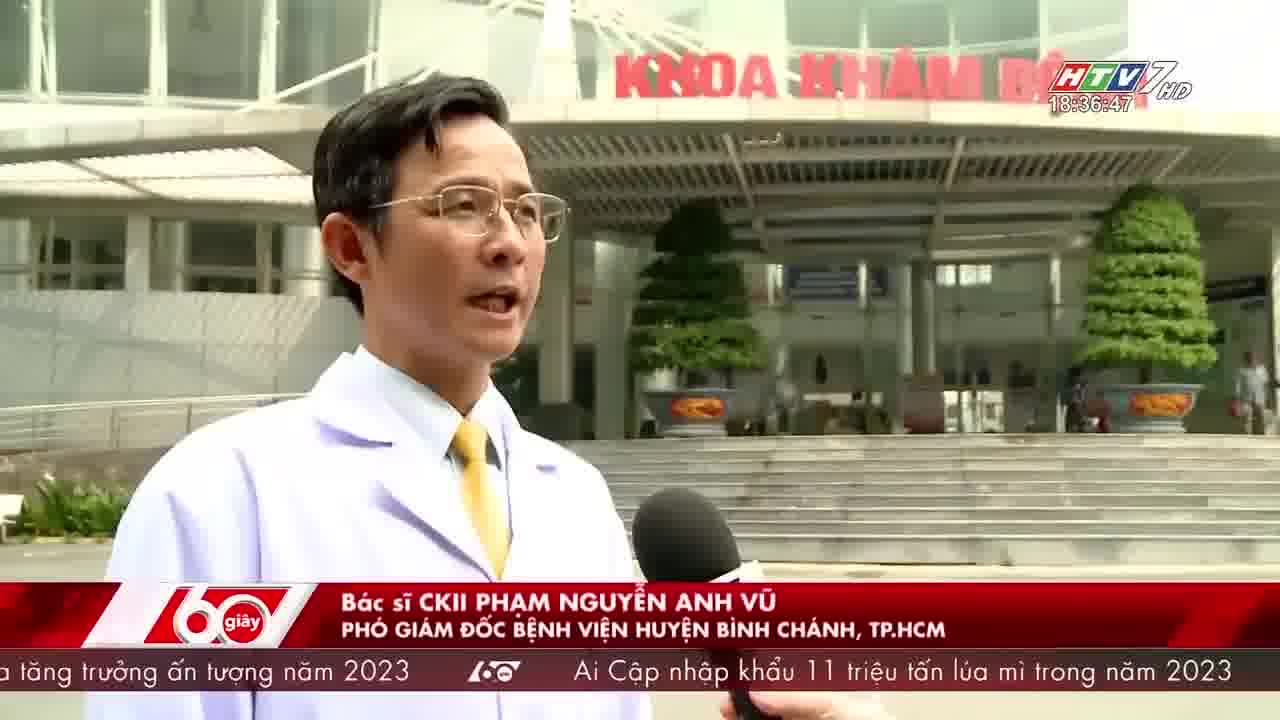 KHOA KHÁM
HTV7 HD
18:36:47
60 giây
Bác sĩ CKII PHẠM NGUYỄN ANH VŨ
PHÓ GIÁM ĐỐC BỆNH VIỆN HUYỆN BÌNH CHÁNH, TP.HCM
tăng trưởng ấn tượng năm 2023 60 giây Ai Cập nhập khẩu 11 triệu tấn lúa mì trong năm 2023